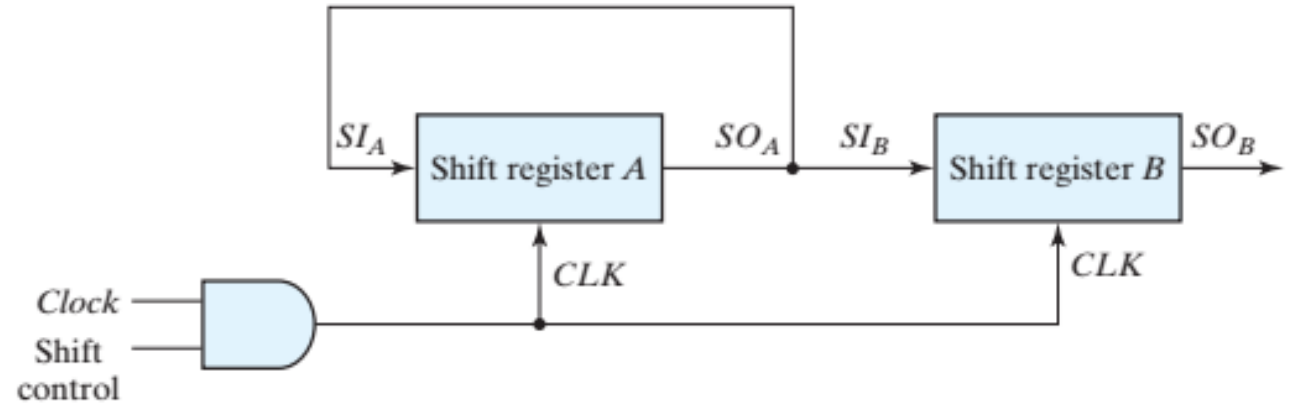 SI_A
Shift register A
SO_A
SI_B
Shift register B
SO_B
CLK
CLK
Clock
Shift
control